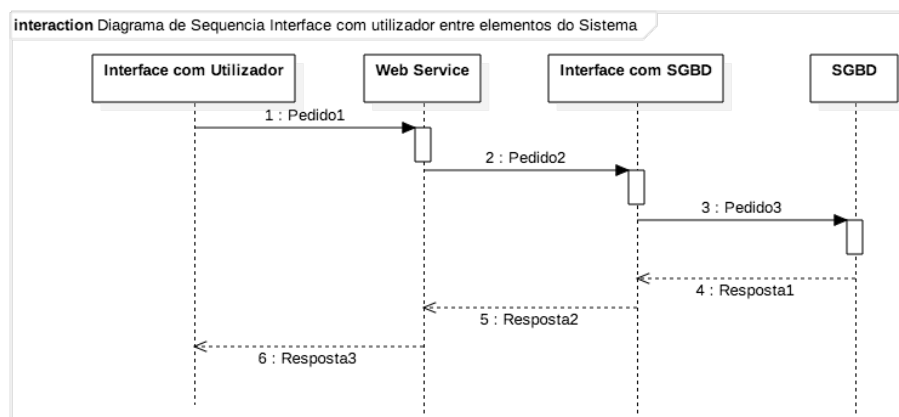 interaction Diagrama de Sequencia Interface com utilizador entre elementos do Sistema
Interface com Utilizador
Web Service
Interface com SGBD
SGBD
1 : Pedido1
2 : Pedido2
3 : Pedido3
4 : Resposta1
5 : Resposta2
6 : Resposta3